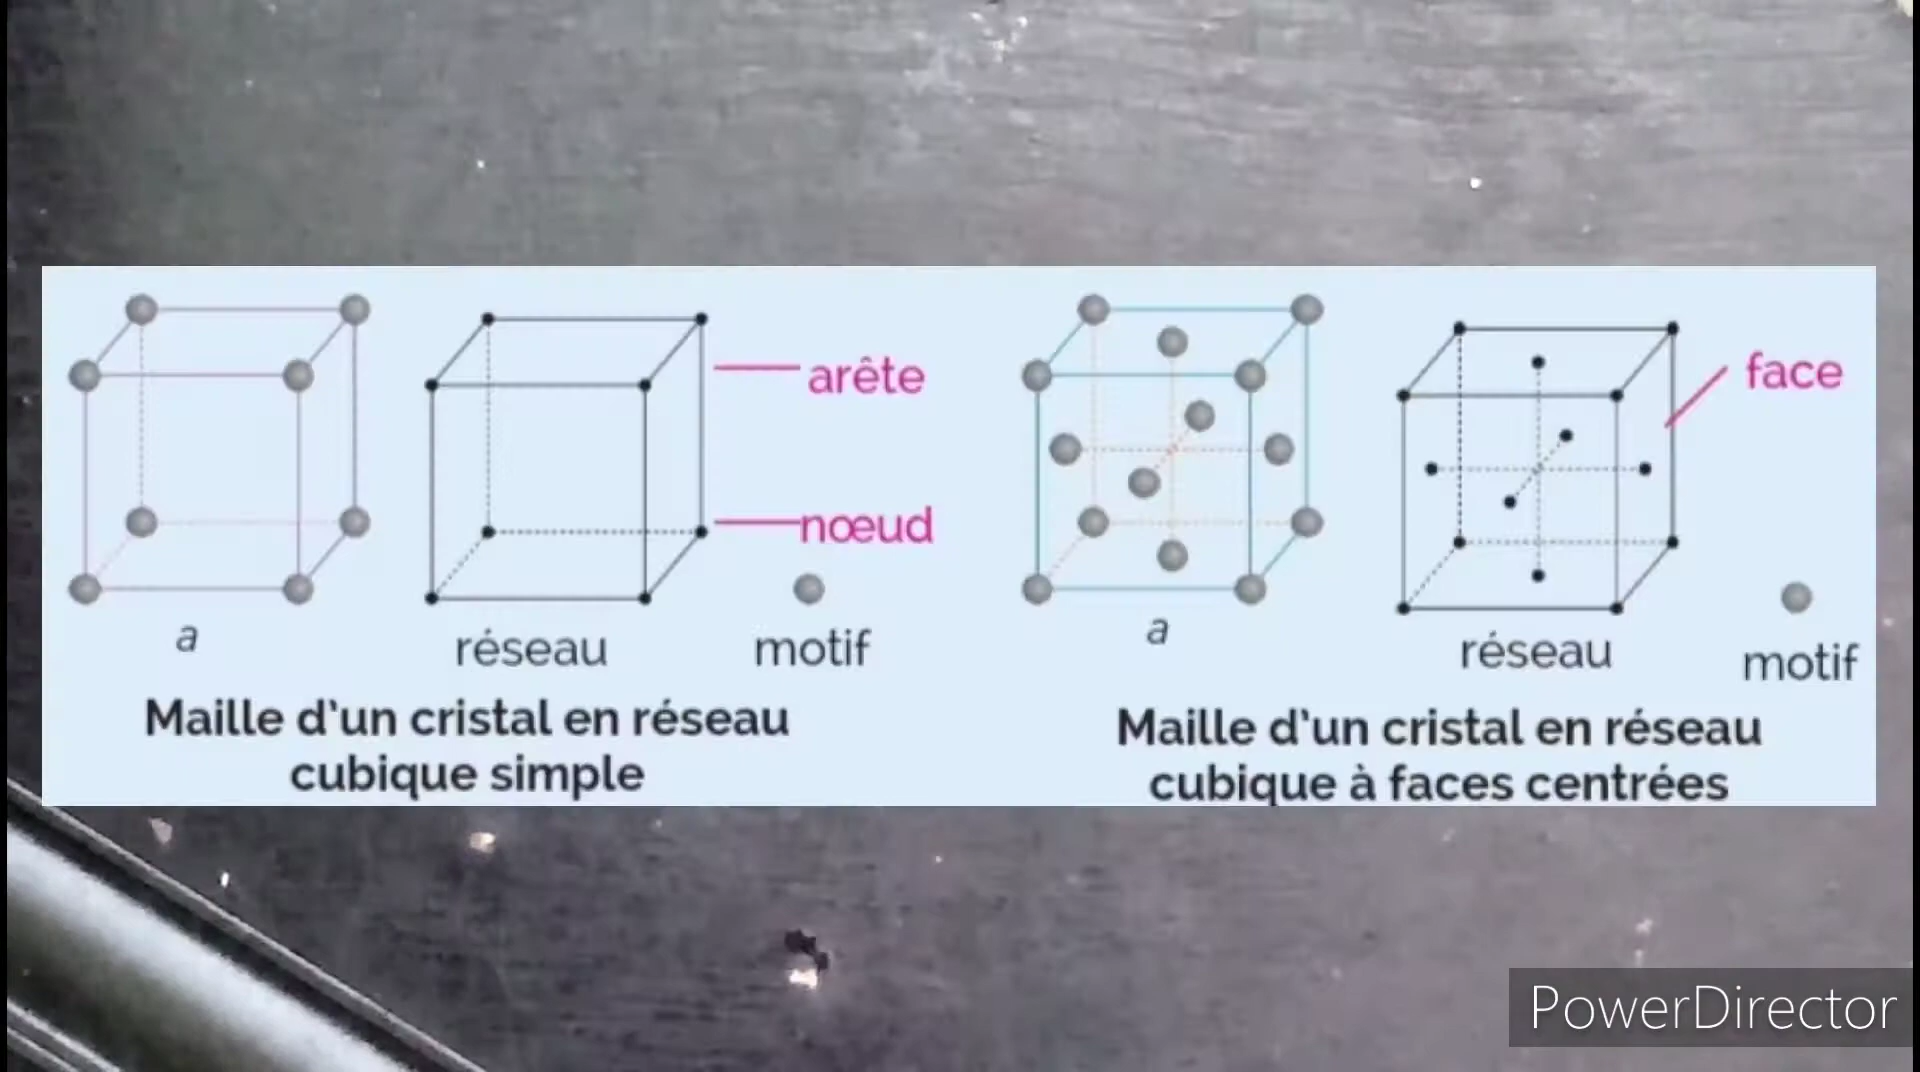 arête
nœud
a
réseau
motif
Maille d'un cristal en réseau
cubique simple
face
a
réseau
motif
Maille d'un cristal en réseau
cubique à faces centrées
PowerDirector